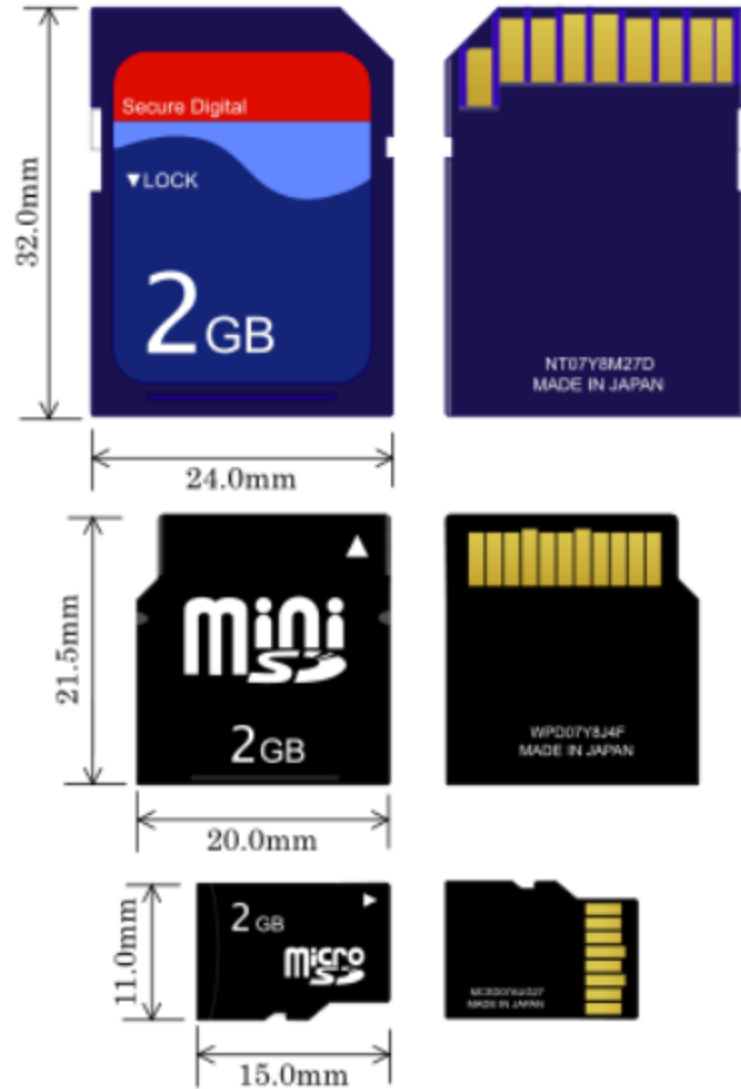 Secure Digital
▼LOCK
2GB
32.0mm
24.0mm
NT07Y8M27D
MADE IN JAPAN
mini
SD
2GB
21.5mm
20.0mm
WPD07Y8J4F
MADE IN JAPAN
2GB
micro
SD
11.0mm
15.0mm
MADE IN JAPAN